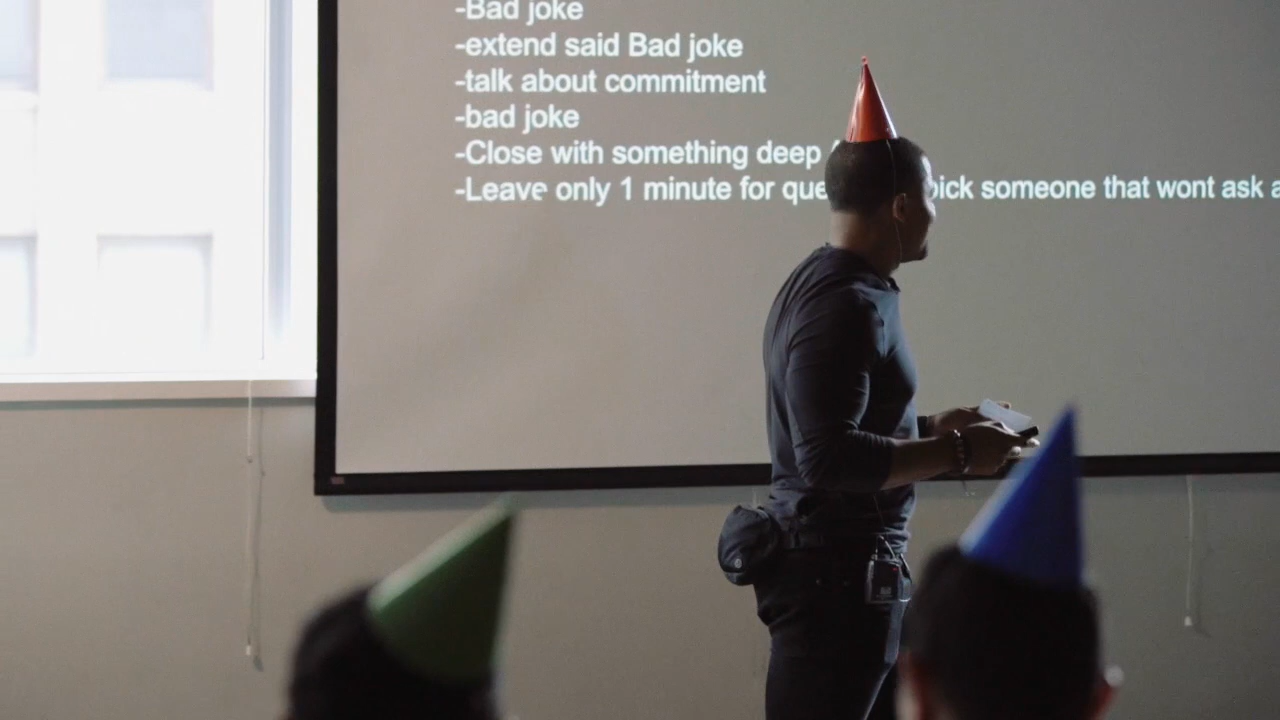 -Bad joke
-extend said Bad joke
-talk about commitment
-bad joke
-Close with something deep
-Leave only 1 minute for que pick someone that wont ask a